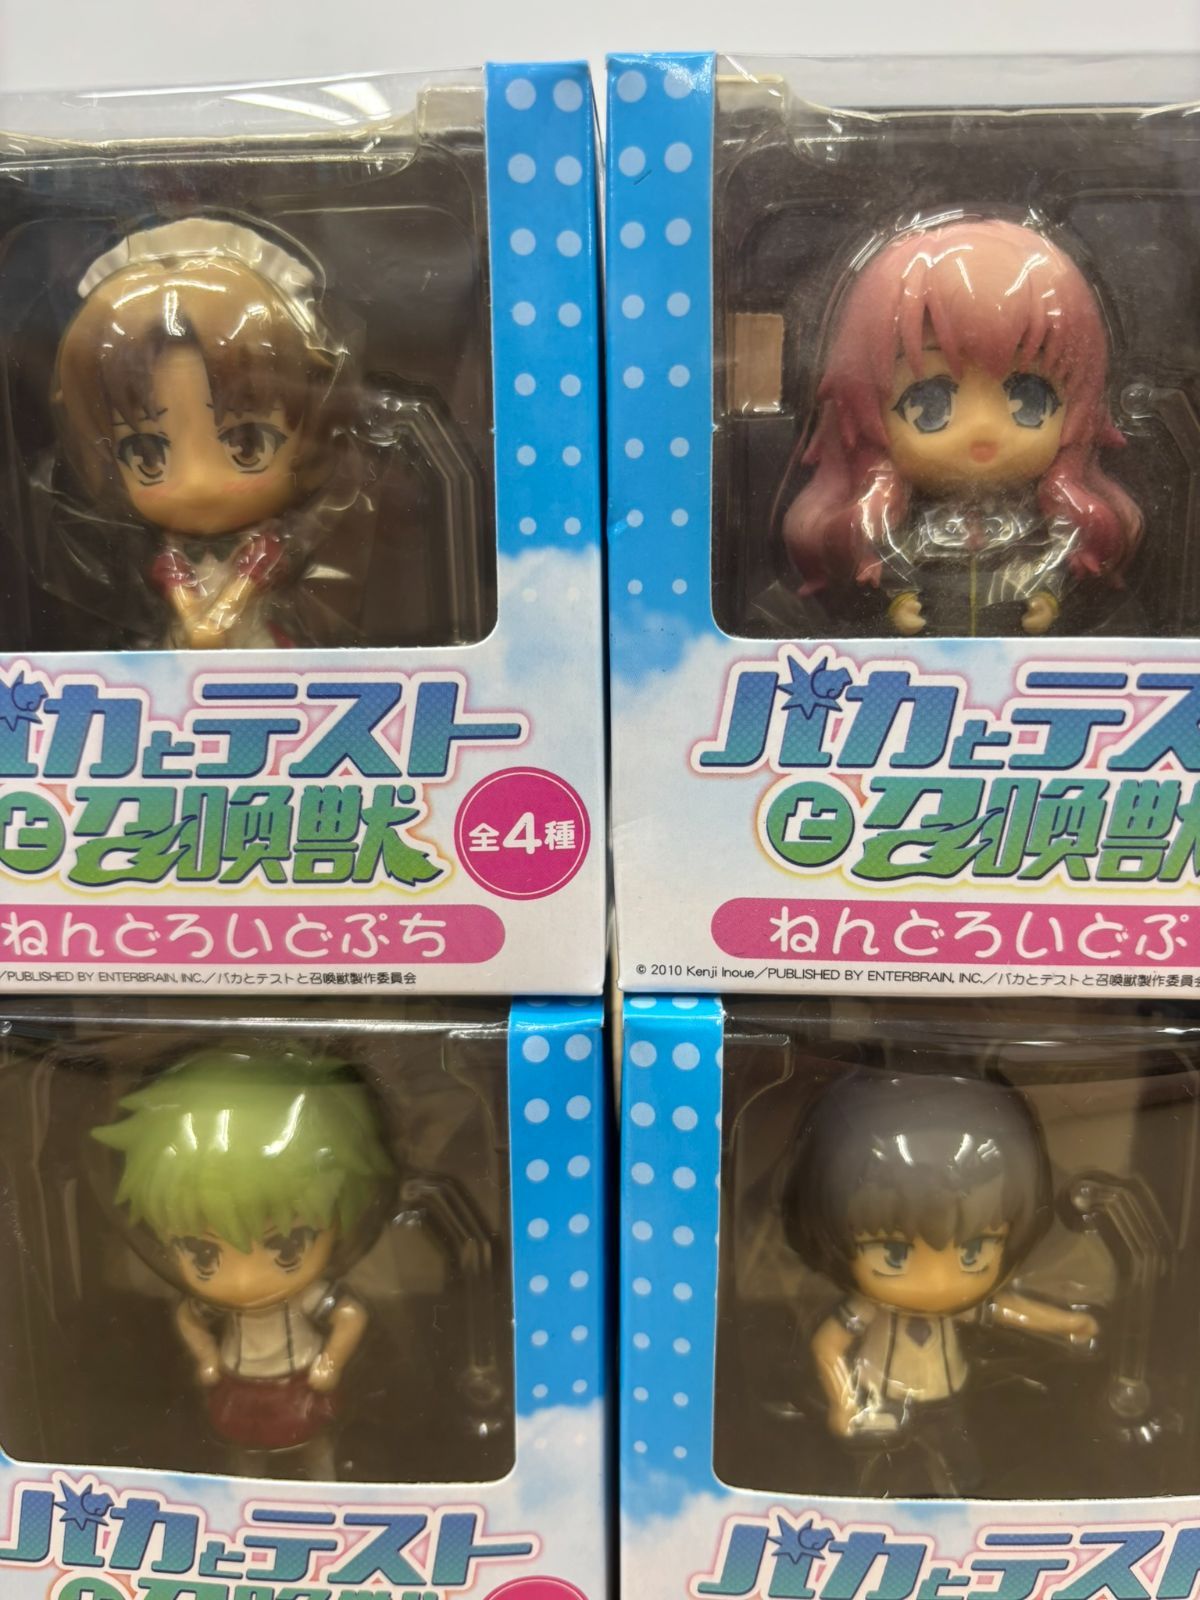 バカとテスト
と召喚獣
全4種
ねんどろいどぷち
/PUBLISHED BY ENTERBRAIN, INC./バカとテストと召喚獣製作委員会
バカとテス
と召喚獣
ねんどろいどぷ
© 2010 Kenji Inoue/PUBLISHED BY ENTERBRAIN, INC./バカとテストと召喚獣製作委員会
バカとテスト
バカとテスト